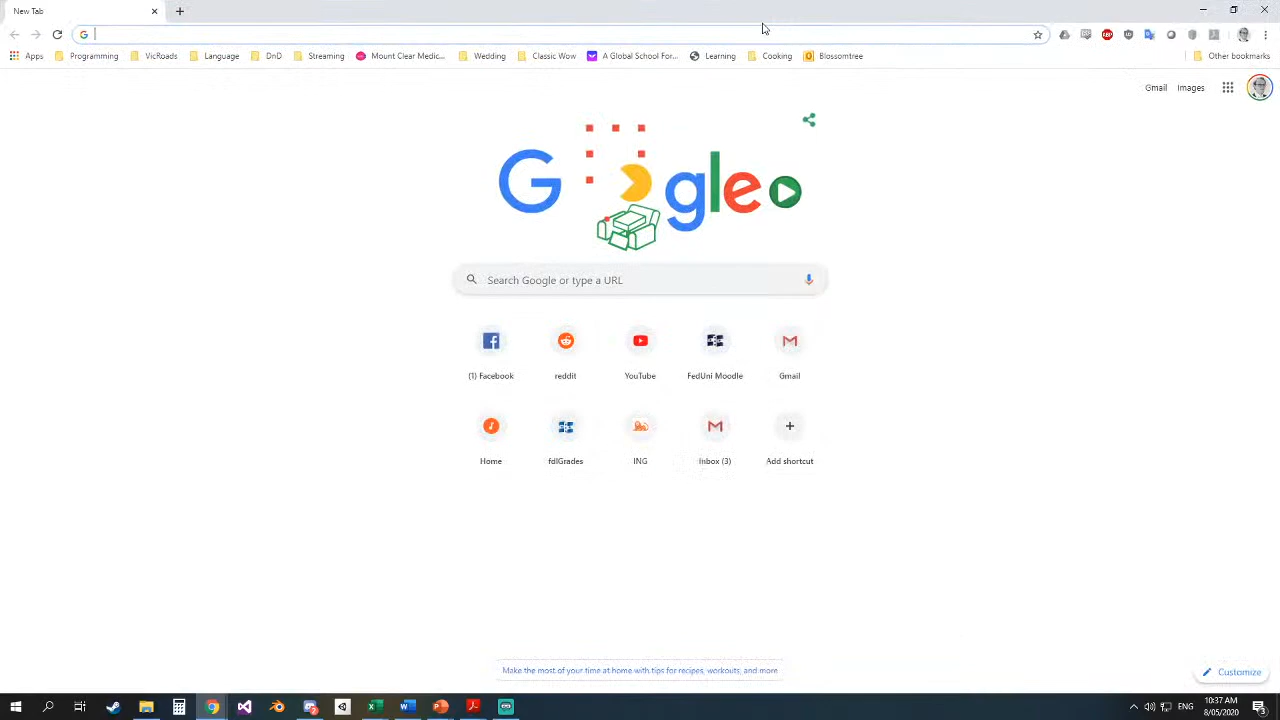 New Tab
Apps Programming VicRoads Language DnD Streaming Mount Clear Medic... Wedding Classic Wow A Global School For... Learning Cooking Blossomtree Other bookmarks
Gmail Images
G gle
Search Google or type a URL
(1) Facebook reddit YouTube FedUni Moodle Gmail
Home fdlGrades ING Inbox (3) Add shortcut
Make the most of your time at home with tips for recipes, workouts, and more
Customize
ENG 10:37 AM
8/05/2020